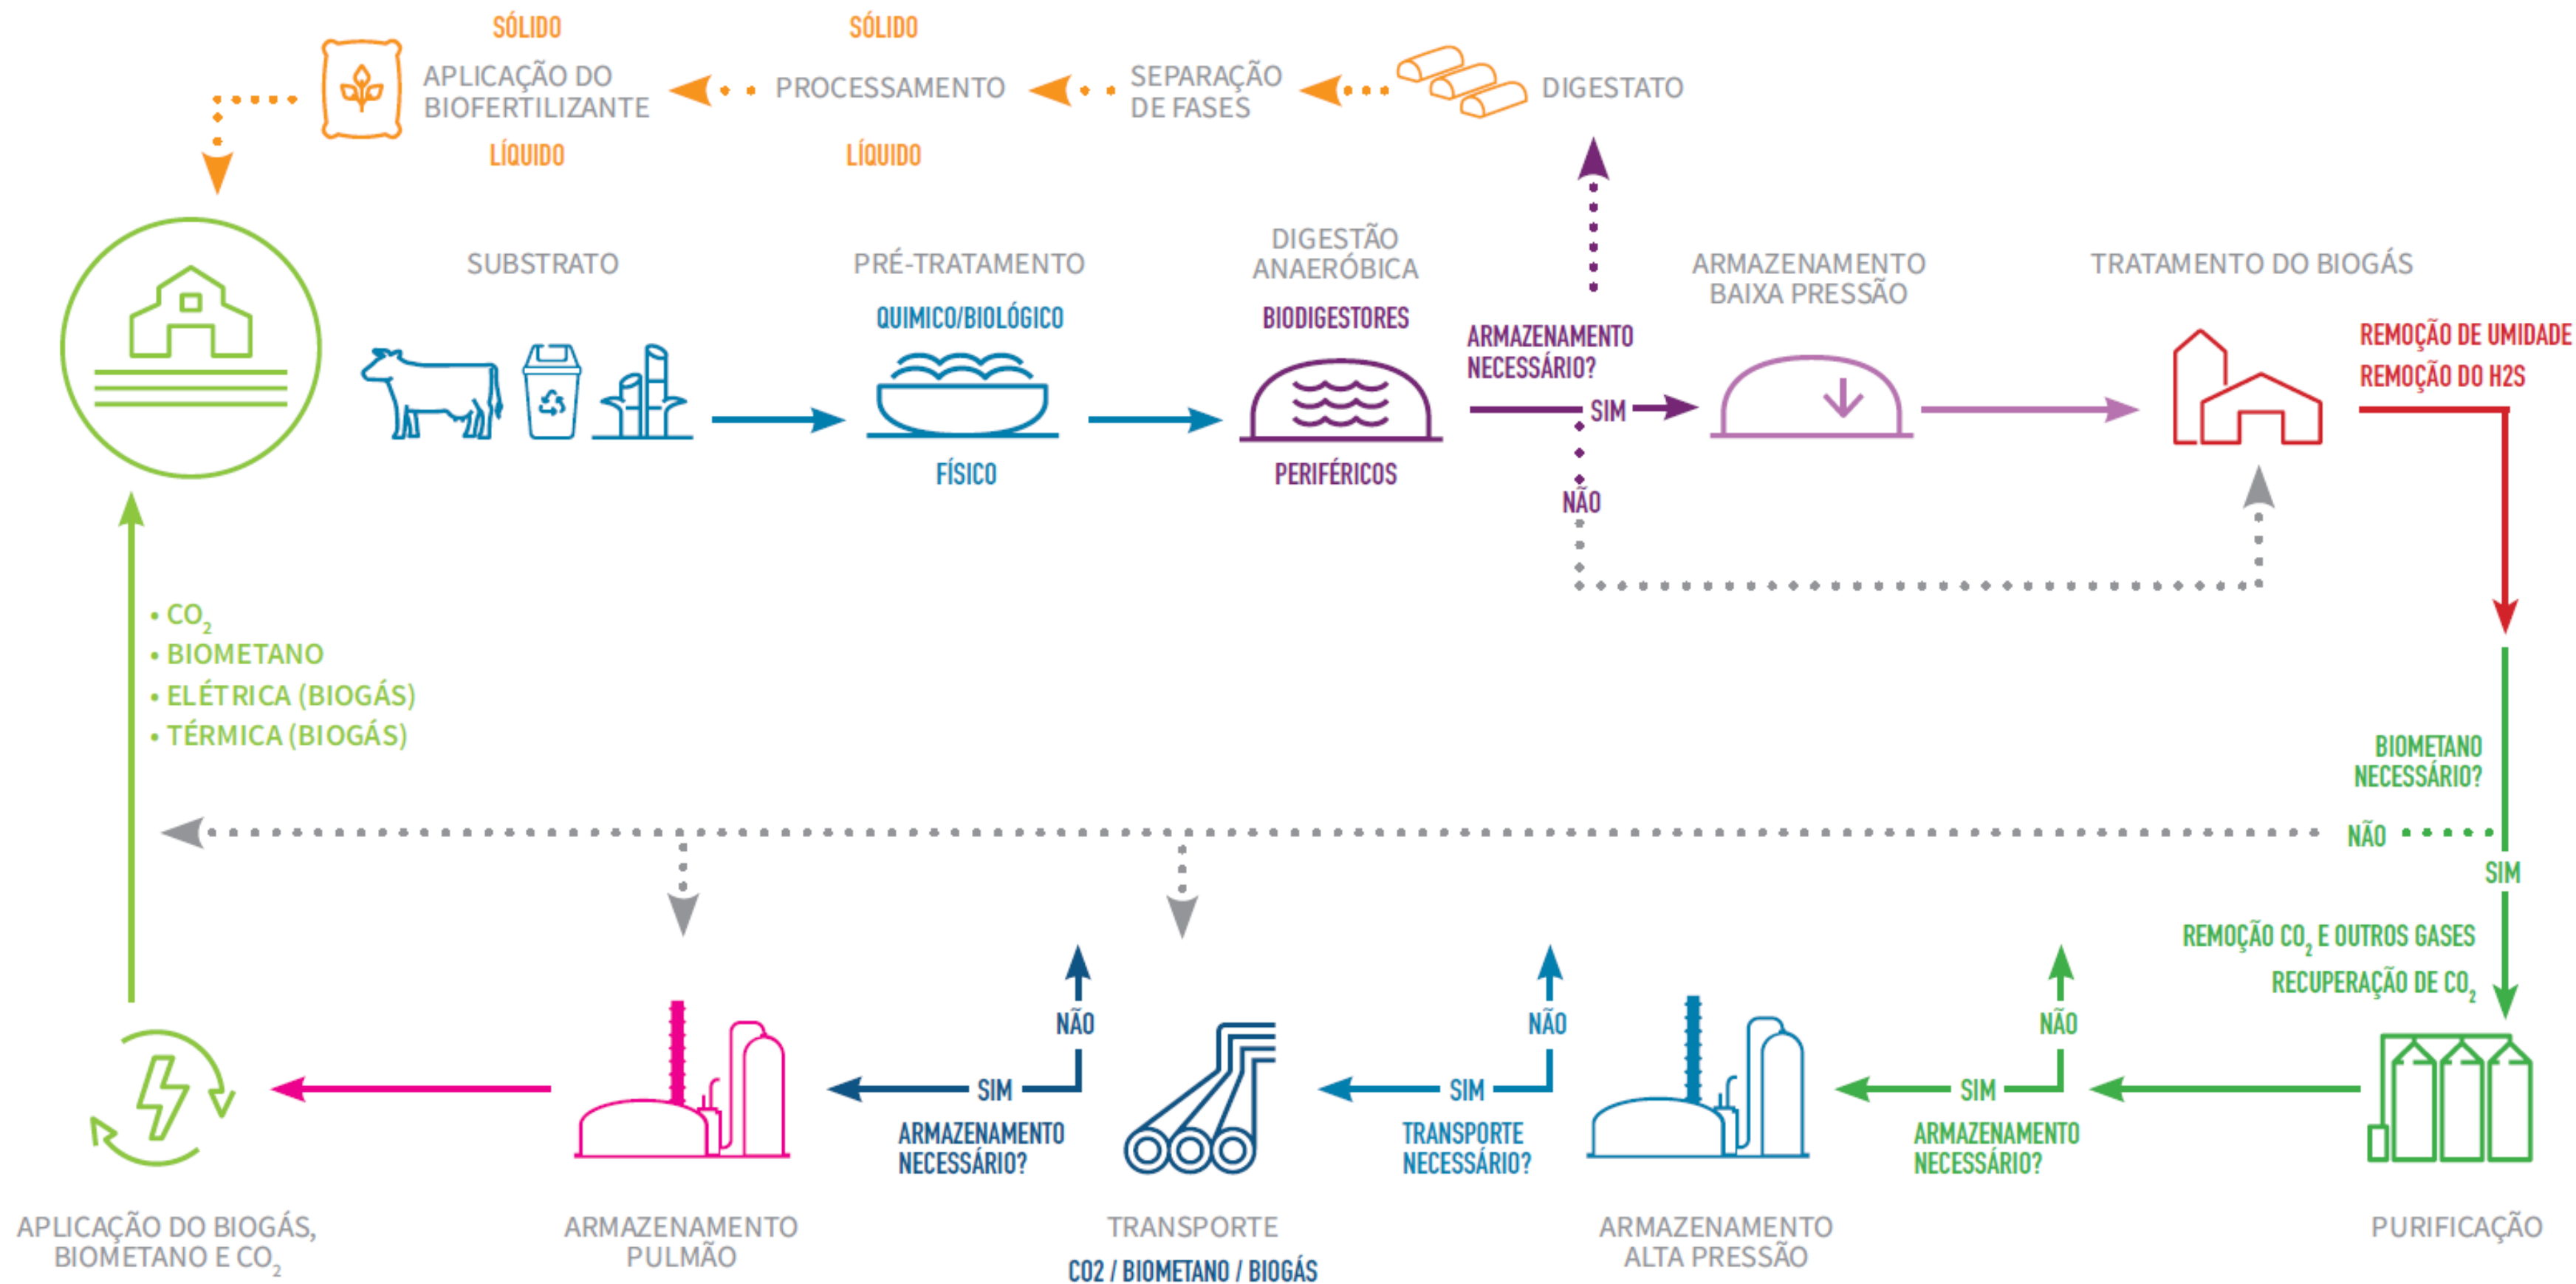 SÓLIDO
APLICAÇÃO DO
BIOFERTILIZANTE
LÍQUIDO
SÓLIDO
PROCESSAMENTO
LÍQUIDO
SEPARAÇÃO
DE FASES
DIGESTATO
SUBSTRATO
PRÉ-TRATAMENTO
QUIMICO/BIOLÓGICO
FÍSICO
DIGESTÃO
ANAERÓBICA
BIODIGESTORES
PERIFÉRICOS
ARMAZENAMENTO
NECESSÁRIO?
SIM
NÃO
ARMAZENAMENTO
BAIXA PRESSÃO
TRATAMENTO DO BIOGÁS
REMOÇÃO DE UMIDADE
REMOÇÃO DO H2S
• CO₂
• BIOMETANO
• ELÉTRICA (BIOGÁS)
• TÉRMICA (BIOGÁS)
BIOMETANO
NECESSÁRIO?
NÃO
SIM
REMOÇÃO CO₂ E OUTROS GASES
RECUPERAÇÃO DE CO₂
PURIFICAÇÃO
NÃO
SIM
ARMAZENAMENTO
NECESSÁRIO?
ARMAZENAMENTO
ALTA PRESSÃO
NÃO
SIM
TRANSPORTE
NECESSÁRIO?
TRANSPORTE
CO2 / BIOMETANO / BIOGÁS
NÃO
SIM
ARMAZENAMENTO
NECESSÁRIO?
ARMAZENAMENTO
PULMÃO
APLICAÇÃO DO BIOGÁS,
BIOMETANO E CO₂